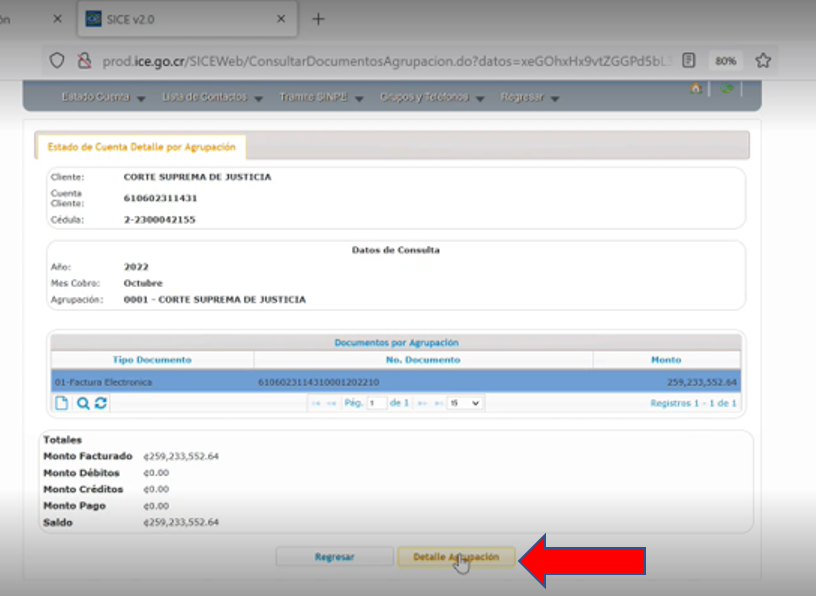 SICE v2.0
prod.ice.go.cr/SICEWeb/ConsultarDocumentosAgrupacion.do?datos=xeGOhxHx9vtZGGPd5bL
80%
Estado Cuenta Lista de Contactos Tramite SINPE Grupos y Telefonos Regresar
Estado de Cuenta Detalle por Agrupación
Cliente: CORTE SUPREMA DE JUSTICIA
Cuenta Cliente: 610602311431
Cédula: 2-2300042155
Datos de Consulta
Año: 2022
Mes Cobro: Octubre
Agrupación: 0001 - CORTE SUPREMA DE JUSTICIA
Documentos por Agrupación
Tipo Documento No. Documento Monto
01-Factura Electronica 6106023114310001202210 259,233,552.64
Pág. 1 de 1 15 Registros 1 - 1 de 1
Totales
Monto Facturado ¢259,233,552.64
Monto Débitos ¢0.00
Monto Créditos ¢0.00
Monto Pago ¢0.00
Saldo ¢259,233,552.64
Regresar Detalle Agrupación